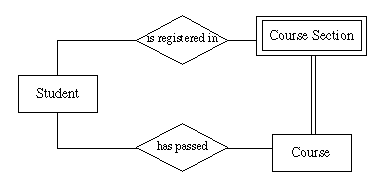 is registered in
Course Section
Student
has passed
Course